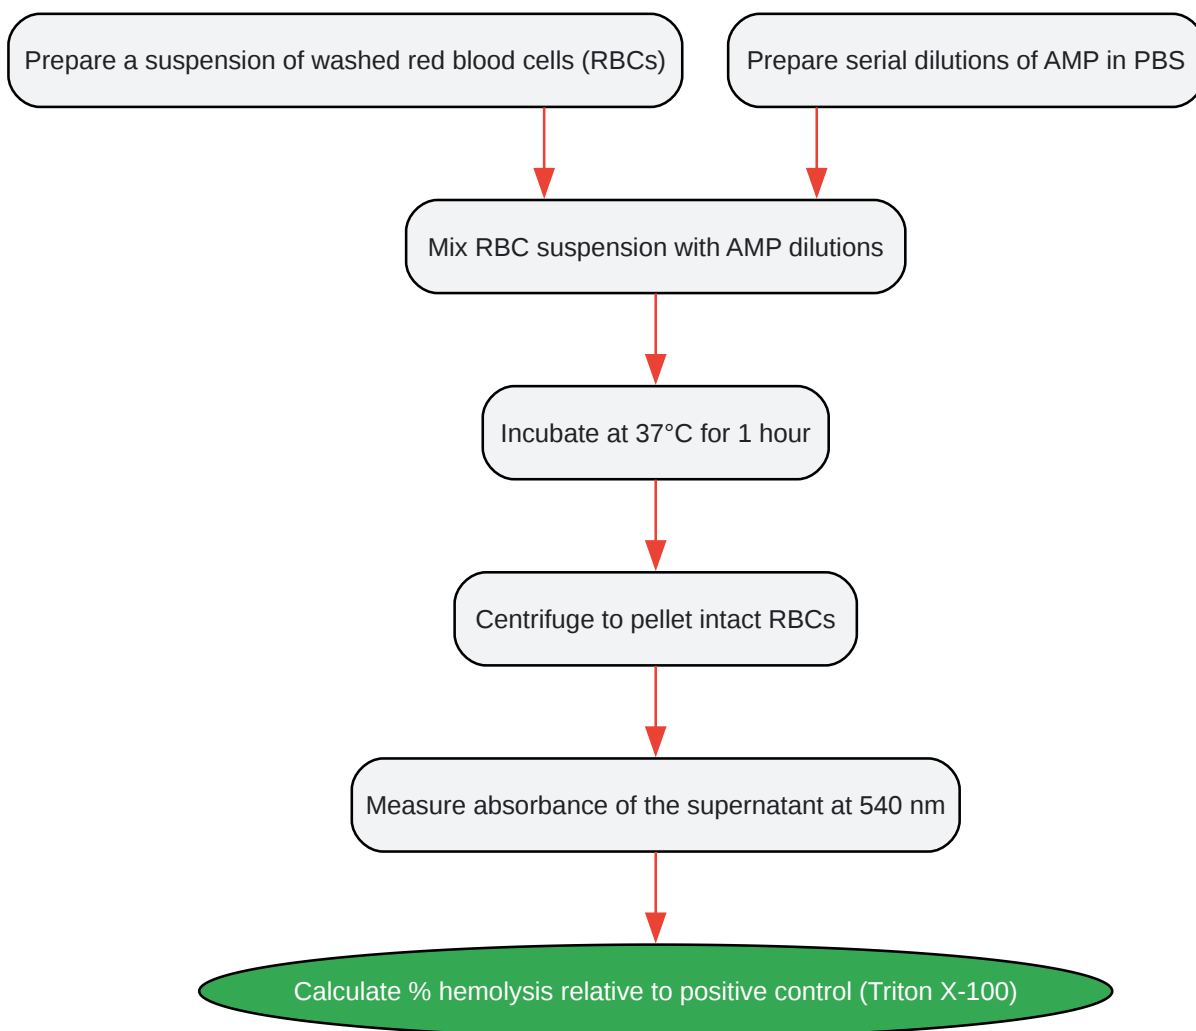 Prepare a suspension of washed red blood cells (RBCs)
Prepare serial dilutions of AMP in PBS
Mix RBC suspension with AMP dilutions
Incubate at 37°C for 1 hour
Centrifuge to pellet intact RBCs
Measure absorbance of the supernatant at 540 nm
Calculate % hemolysis relative to positive control (Triton X-100)